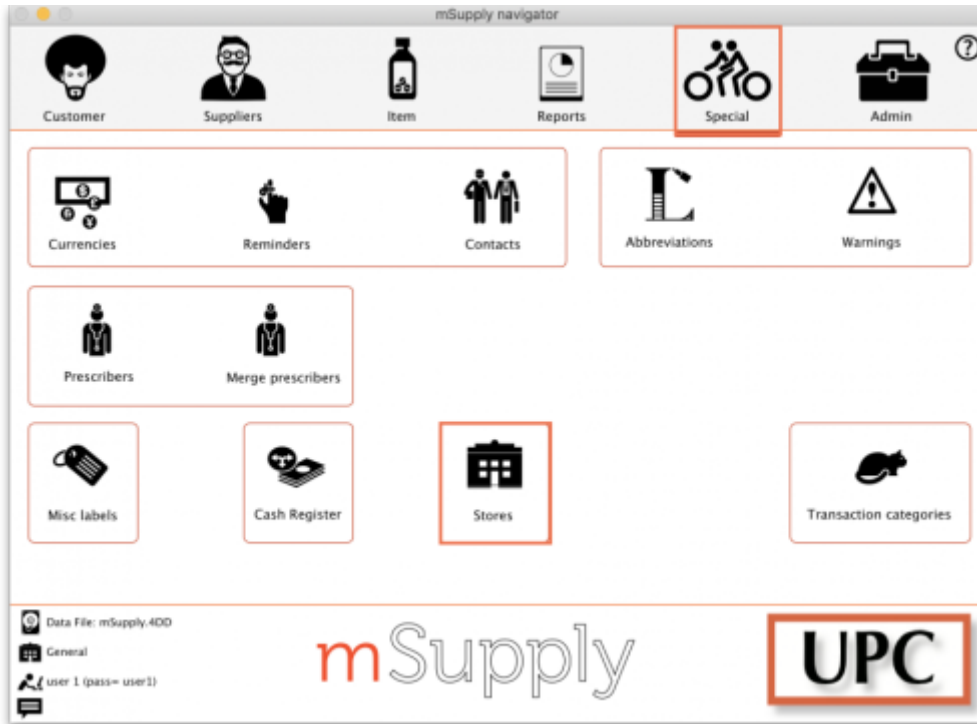 mSupply navigator
?
Customer
Suppliers
Item
Reports
Special
Admin
Currencies
Reminders
Contacts
Abbreviations
Warnings
Prescribers
Merge prescribers
Misc labels
Cash Register
Stores
Transaction categories
Data File: mSupply.4DD
General
user 1 (pass= user1)
mSupply
UPC